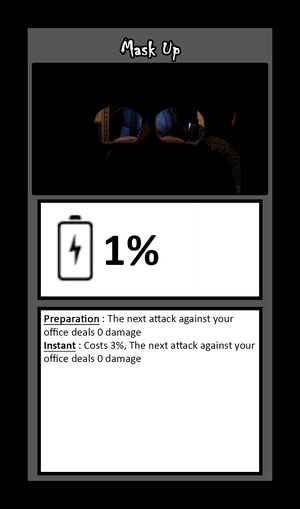 Mask Up
1%
Preparation : The next attack against your
office deals 0 damage
Instant : Costs 3%, The next attack against your
office deals 0 damage